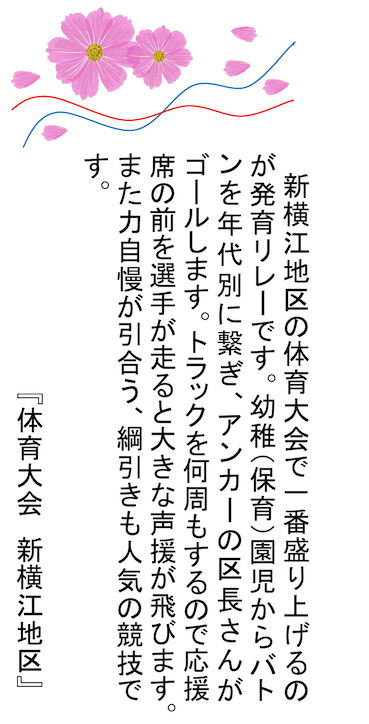 新横江地区の体育大会で一番盛り上げるの
が発育リレーです。幼稚（保育）園児からバト
ンを年代別に繋ぎ、アンカーの区長さんが
ゴールします。トラックを何周もするので応援
席の前を選手が走ると大きな声援が飛びます。
また力自慢が引合う、綱引きも人気の競技で
す。
『体育大会　新横江地区』